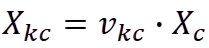 X_{kc} = v_{kc} · X_c